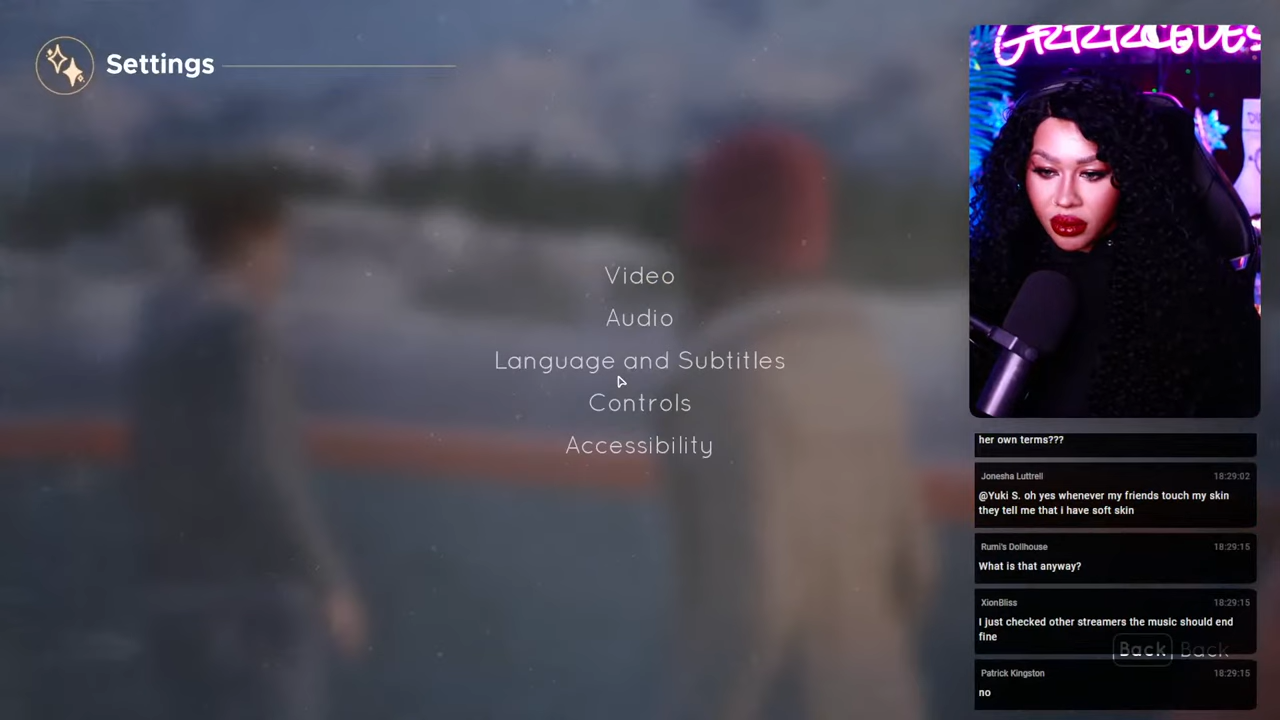 Settings
Video
Audio
Language and Subtitles
Controls
Accessibility
her own terms???
Jonesha Luttrell 18:29:02
@Yuki S. oh yes whenever my friends touch my skin
they tell me that i have soft skin
Rumi's Dollhouse 18:29:15
What is that anyway?
XionBliss 18:29:15
I just checked other streamers the music should end
fine
Back Back
Patrick Kingston 18:29:15
no